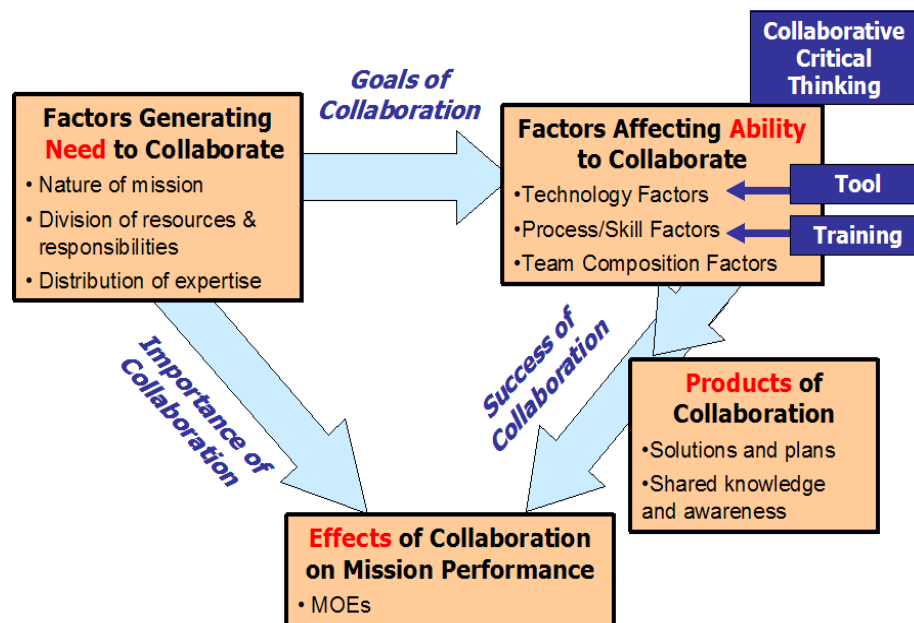 Collaborative
Critical
Thinking
Goals of
Collaboration
Factors Generating
Need to Collaborate
• Nature of mission
• Division of resources &
responsibilities
• Distribution of expertise
Factors Affecting Ability
to Collaborate
•Technology Factors
•Process/Skill Factors
•Team Composition Factors
Tool
Training
Importance of
Collaboration
Success of
Collaboration
Products of
Collaboration
•Solutions and plans
•Shared knowledge
and awareness
Effects of Collaboration
on Mission Performance
• MOEs